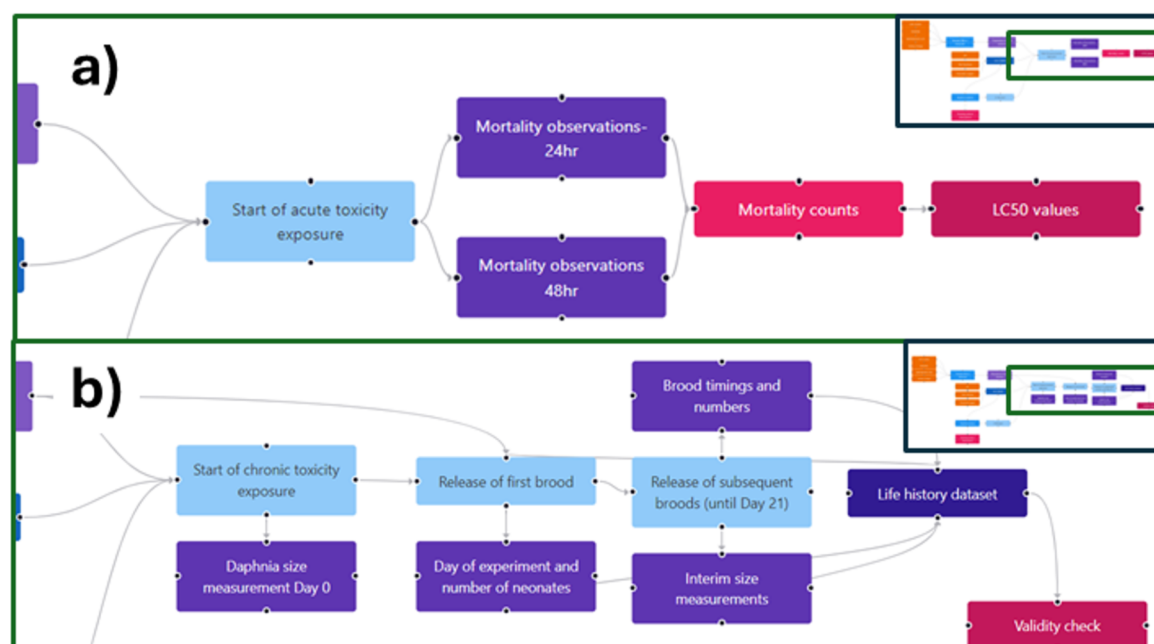 a)
Mortality observations-
24hr
Start of acute toxicity
exposure
Mortality counts
LC50 values
Mortality observations
48hr
b)
Brood timings and
numbers
Start of chronic toxicity
exposure
Release of first brood
Release of subsequent
broods (until Day 21)
Life history dataset
Daphnia size
measurement Day 0
Day of experiment and
number of neonates
Interim size
measurements
Validity check